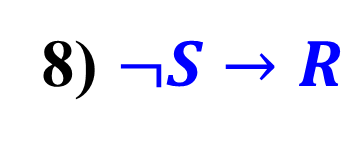 8) ¬S → R